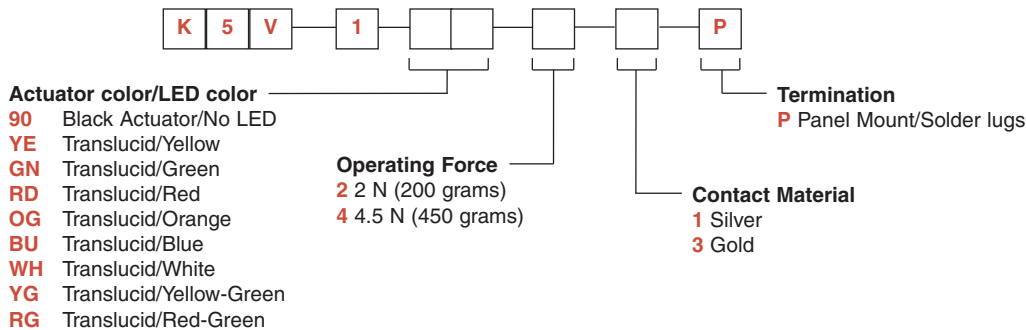 K 5 V 1 P
Actuator color/LED color
90 Black Actuator/No LED
YE Translucid/Yellow
GN Translucid/Green
RD Translucid/Red
OG Translucid/Orange
BU Translucid/Blue
WH Translucid/White
YG Translucid/Yellow-Green
RG Translucid/Red-Green
Operating Force
2 2 N (200 grams)
4 4.5 N (450 grams)
Contact Material
1 Silver
3 Gold
Termination
P Panel Mount/Solder lugs